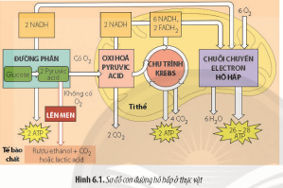 2 NADH
2 NADH
6 NADH,
2 FADH₂
6 O₂
ĐƯỜNG PHÂN
Glucose
2 Pyruvic
acid
Có O₂
Không có
O₂
OXI HOÁ
PYRUVIC
ACID
CHU TRÌNH
KREBS
CHUỖI CHUYỀN
ELECTRON
HÔ HẤP
LÊN MEN
Ti thể
2 ATP
2 CO₂
2 ATP
4 CO₂
6 H₂O
26 – 28
ATP
Tế bào
chất
Rượu ethanol + CO₂
hoặc lactic acid
Hình 6.1. Sơ đồ con đường hô hấp ở thực vật